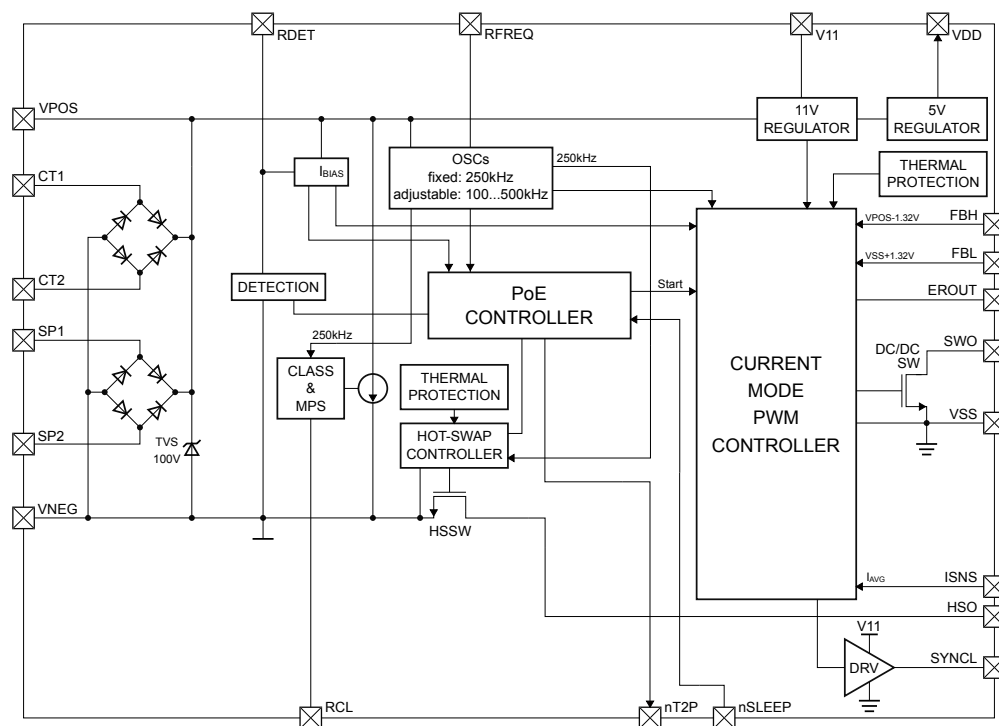 RDET
RFREQ
V11
VDD
VPOS
11V
REGULATOR
5V
REGULATOR
CT1
IBIAS
OSCs
fixed: 250kHz
adjustable: 100...500kHz
250kHz
THERMAL
PROTECTION
VPOS-1.32V
FBH
VSS+1.32V
FBL
CT2
DETECTION
PoE
CONTROLLER
Start
EROUT
SP1
250kHz
CLASS
&
MPS
THERMAL
PROTECTION
CURRENT
MODE
PWM
CONTROLLER
DC/DC
SW
SWO
SP2
TVS
100V
HOT-SWAP
CONTROLLER
VSS
VNEG
HSSW
IAVG
ISNS
HSO
V11
DRV
SYNCL
RCL
nT2P
nSLEEP